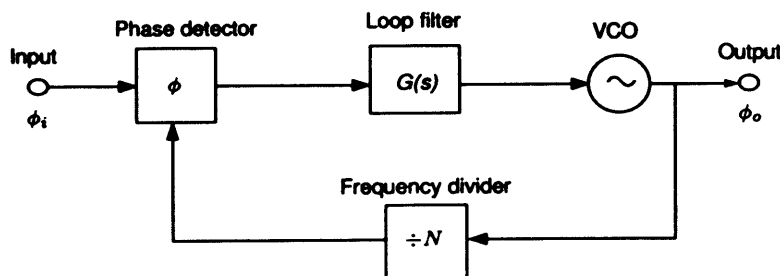 Phase detector
Loop filter
VCO
Input
Output
ϕ
G(s)
~
ϕᵢ
ϕₒ
Frequency divider
÷N